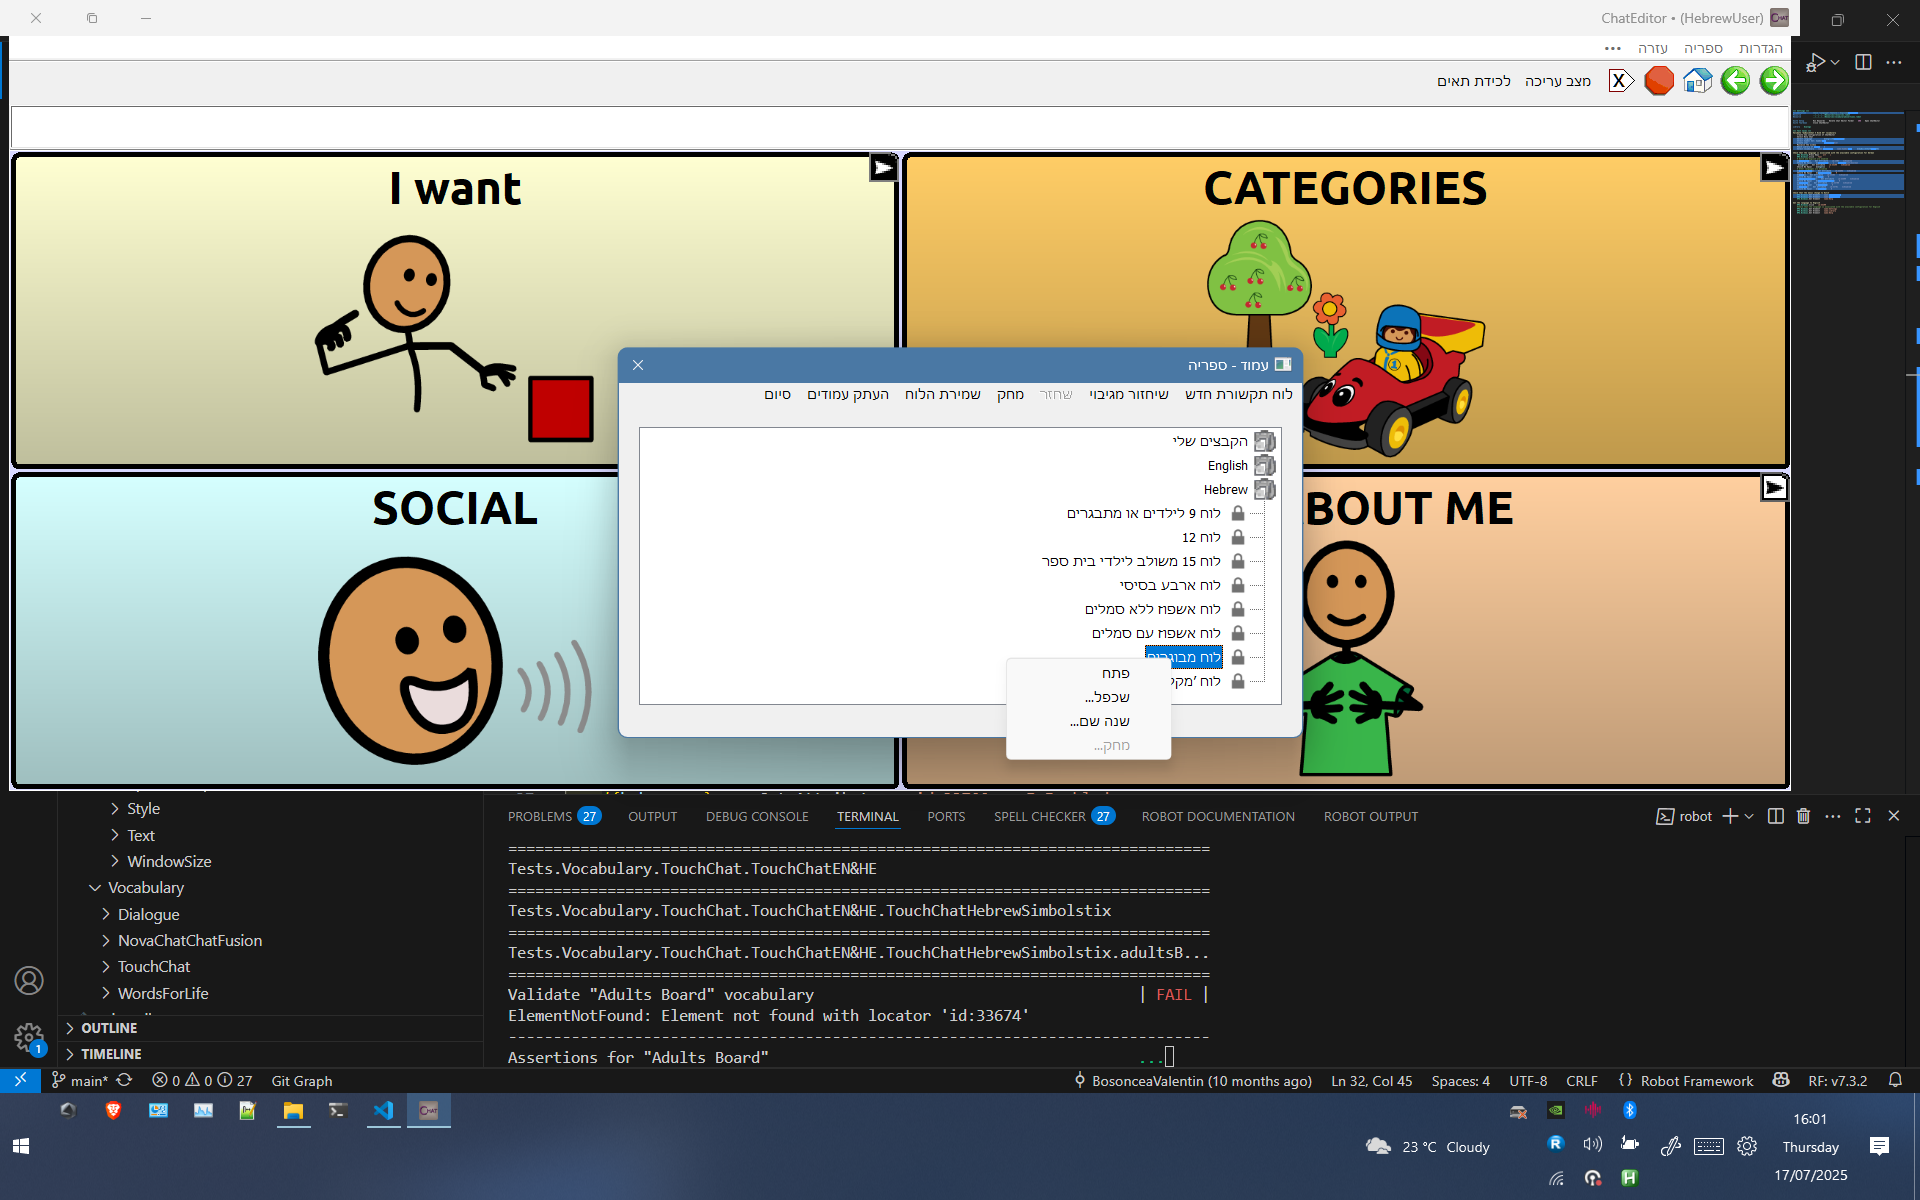 ChatEditor • (HebrewUser)
הגדרות ספריה עזרה •••
X מצב עריכה לכידת תאים
I want
CATEGORIES
SOCIAL
BOUT ME
עמוד - ספריה
לוח תקשורת חדש שיחזור מגיבוי שחזר מחק שמירת הלוח העתק עמודים סיום
הקבצים שלי
English
Hebrew
לוח 9 לילדים או מתבגרים
לוח 12
לוח 15 משולב לילדי בית ספר
לוח ארבע בסיסי
לוח אשפוז ללא סמלים
לוח אשפוז עם סמלים
לוח מבוגרים
לוח 'מקל
פתח
שכפל...
שנה שם...
מחק...
Style
Text
WindowSize
Vocabulary
Dialogue
NovaChatChatFusion
TouchChat
WordsForLife
OUTLINE
TIMELINE
PROBLEMS 27 OUTPUT DEBUG CONSOLE TERMINAL PORTS SPELL CHECKER 27 ROBOT DOCUMENTATION ROBOT OUTPUT
robot
==============================================================================
Tests.Vocabulary.TouchChat.TouchChatEN&HE
==============================================================================
Tests.Vocabulary.TouchChat.TouchChatEN&HE.TouchChatHebrewSimbolstix
==============================================================================
Tests.Vocabulary.TouchChat.TouchChatEN&HE.TouchChatHebrewSimbolstix.adultsB...
==============================================================================
Validate "Adults Board" vocabulary | FAIL |
ElementNotFound: Element not found with locator 'id:33674'
------------------------------------------------------------------------------
Assertions for "Adults Board" ...
1
main* 0 0 27 Git Graph
BosonceaValentin (10 months ago) Ln 32, Col 45 Spaces: 4 UTF-8 CRLF {} Robot Framework RF: v7.3.2
CHAT
23 °C Cloudy
16:01
Thursday
17/07/2025